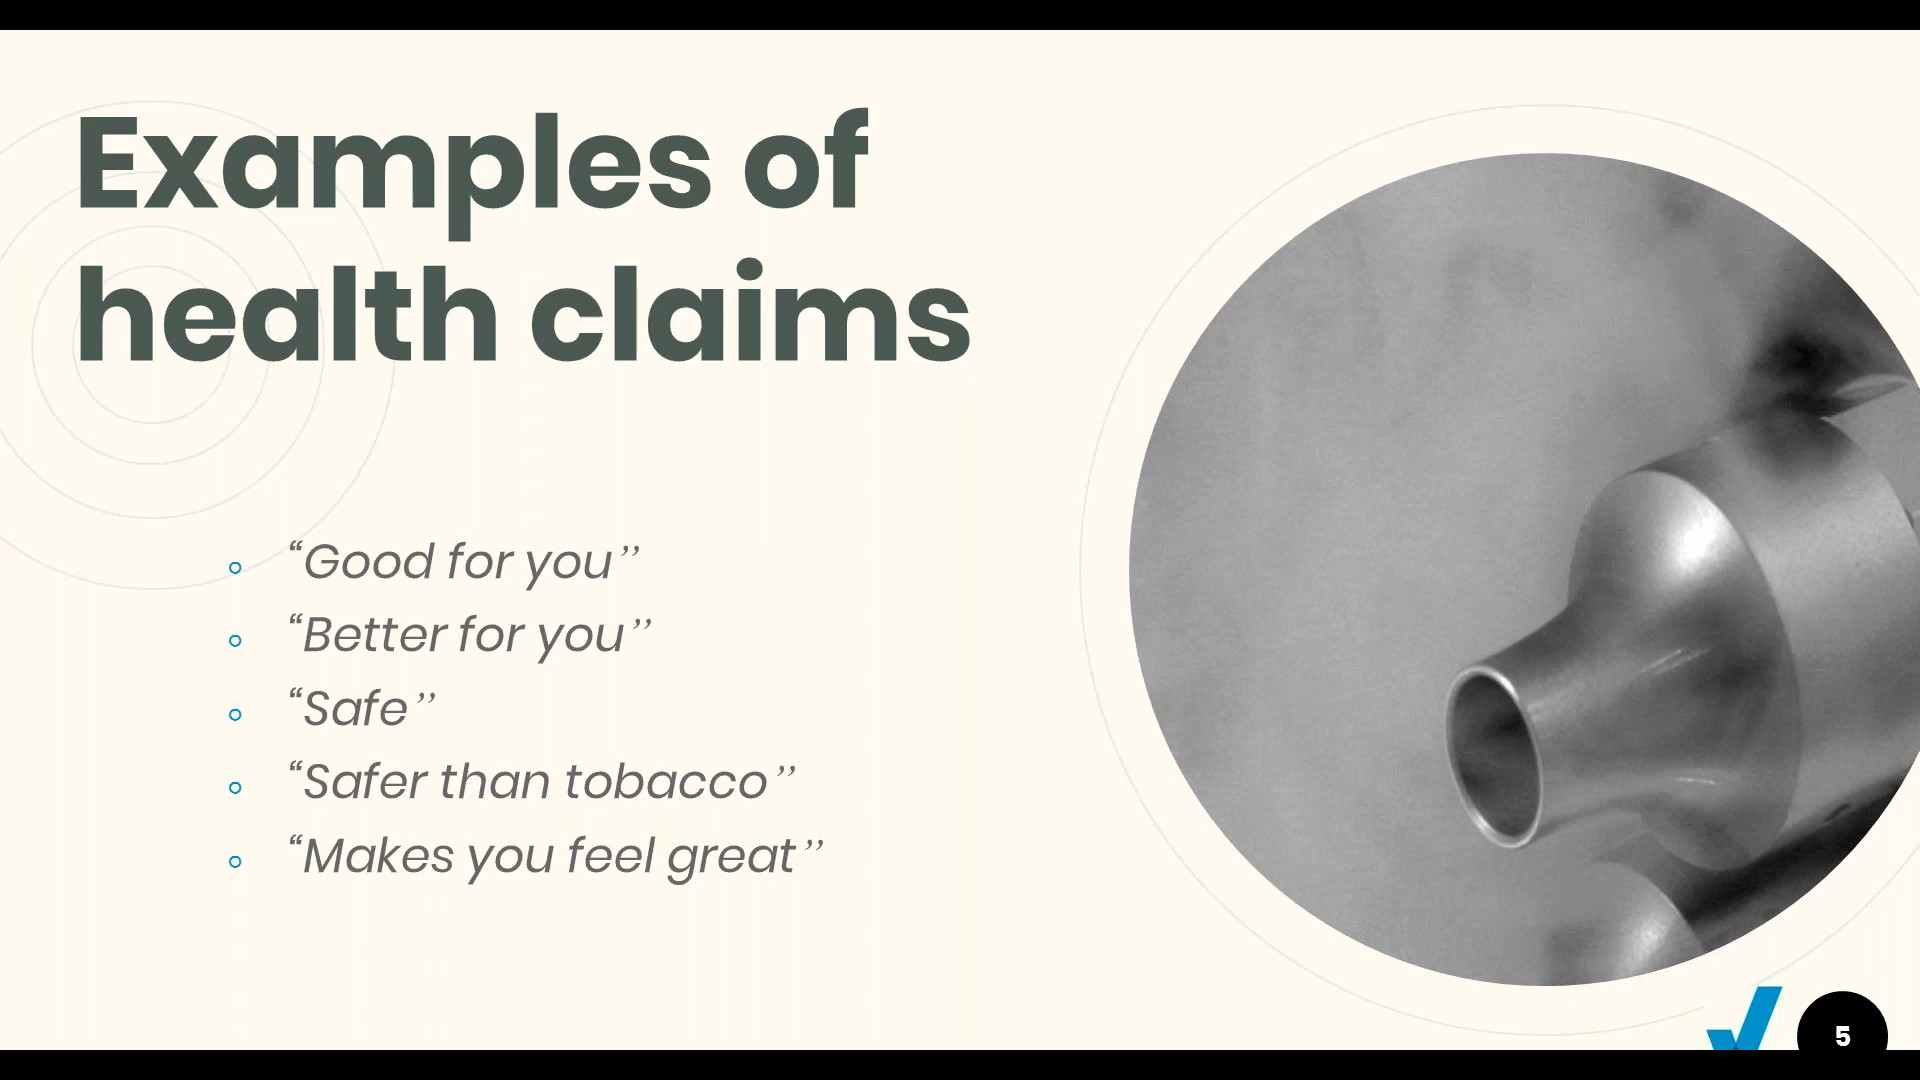 Examples of
health claims
“Good for you”
“Better for you”
“Safe”
“Safer than tobacco”
“Makes you feel great”
5